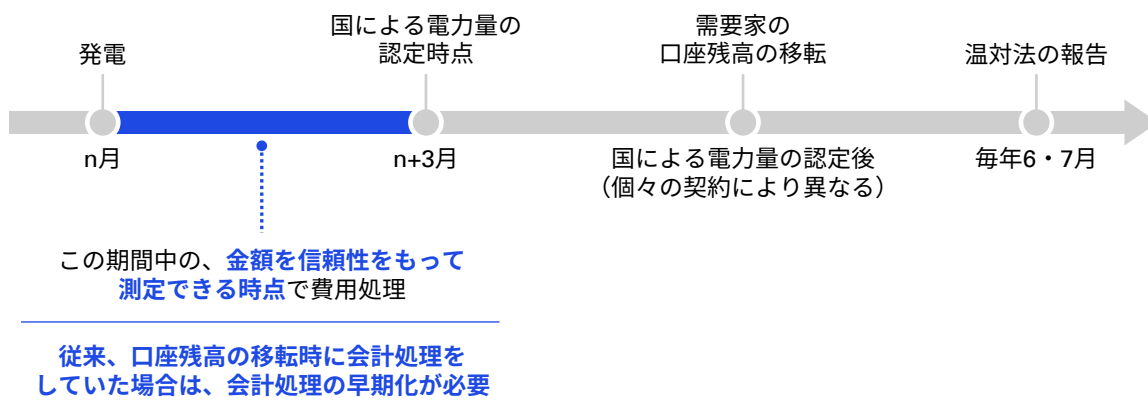 発電
国による電力量の
認定時点
需要家の
口座残高の移転
温対法の報告
n月
n+3月
国による電力量の認定後
（個々の契約により異なる）
毎年6・7月
この期間中の、金額を信頼性をもって
測定できる時点で費用処理
従来、口座残高の移転時に会計処理を
していた場合は、会計処理の早期化が必要